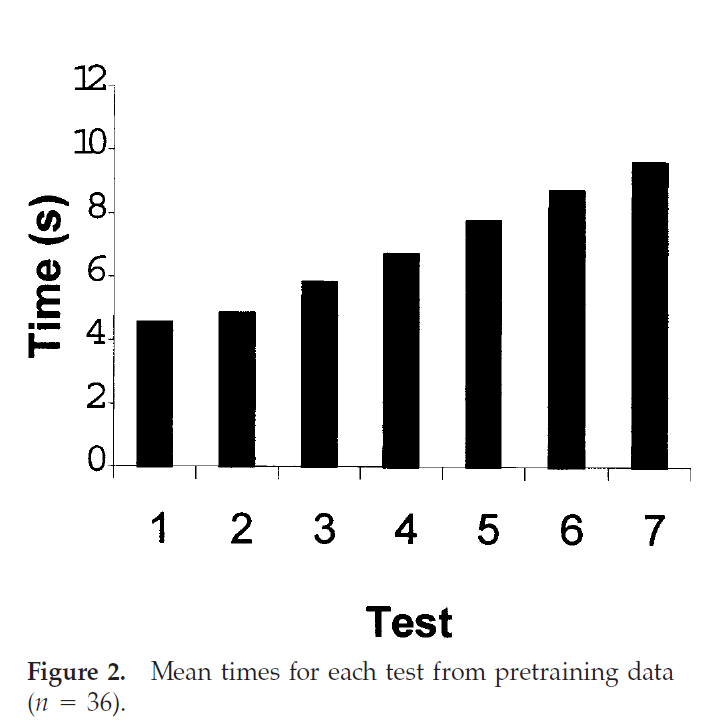 12
10
8
6
4
2
0
Time (s)
1 2 3 4 5 6 7
Test
Figure 2. Mean times for each test from pretraining data
(n = 36).